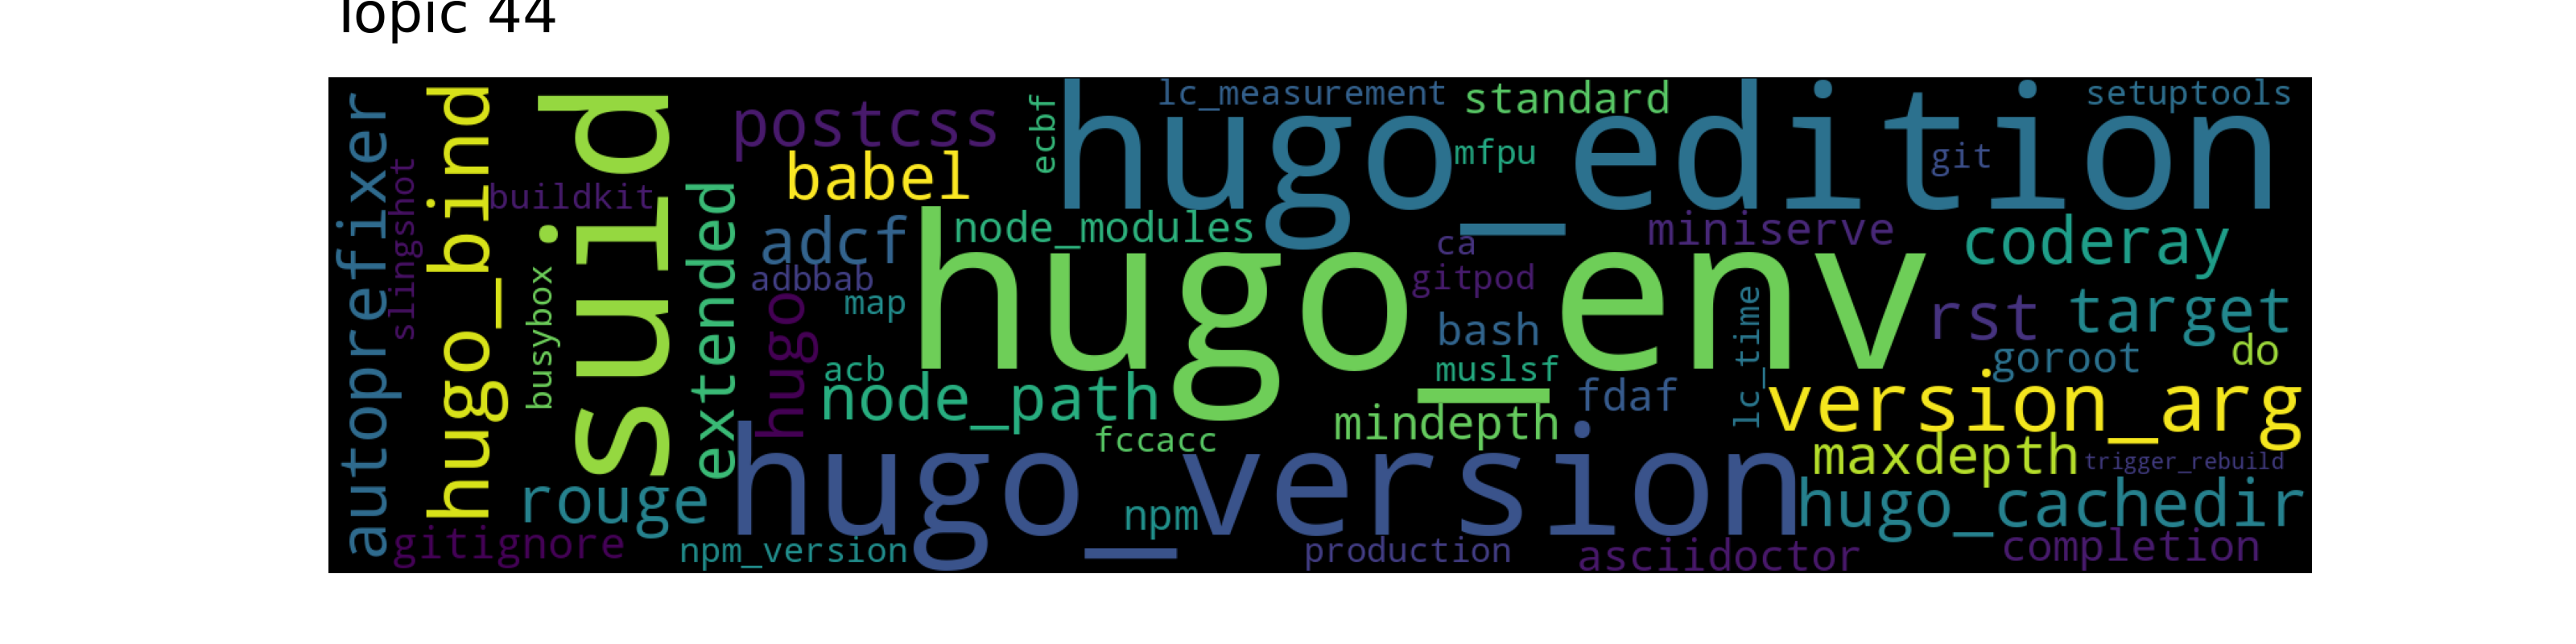 Topic 44
autoprefixer
slingshot
hugo_bind
buildkit
busybox
suid
extended
postcss
babel
adcf
adbbab
map
hugo
acb
node_path
node_modules
ecbf
hugo_edition
lc_measurement
standard
mfpu
git
setuptools
hugo_env
ca
gitpod
bash
muslsf
mindepth
miniserve
coderay
rst
target
goroot
do
lc_time
fdaf
version_arg
maxdepth
trigger_rebuild
hugo_cachedir
completion
fccacc
hugo_version
npm
rouge
gitignore
npm_version
production
asciidoctor